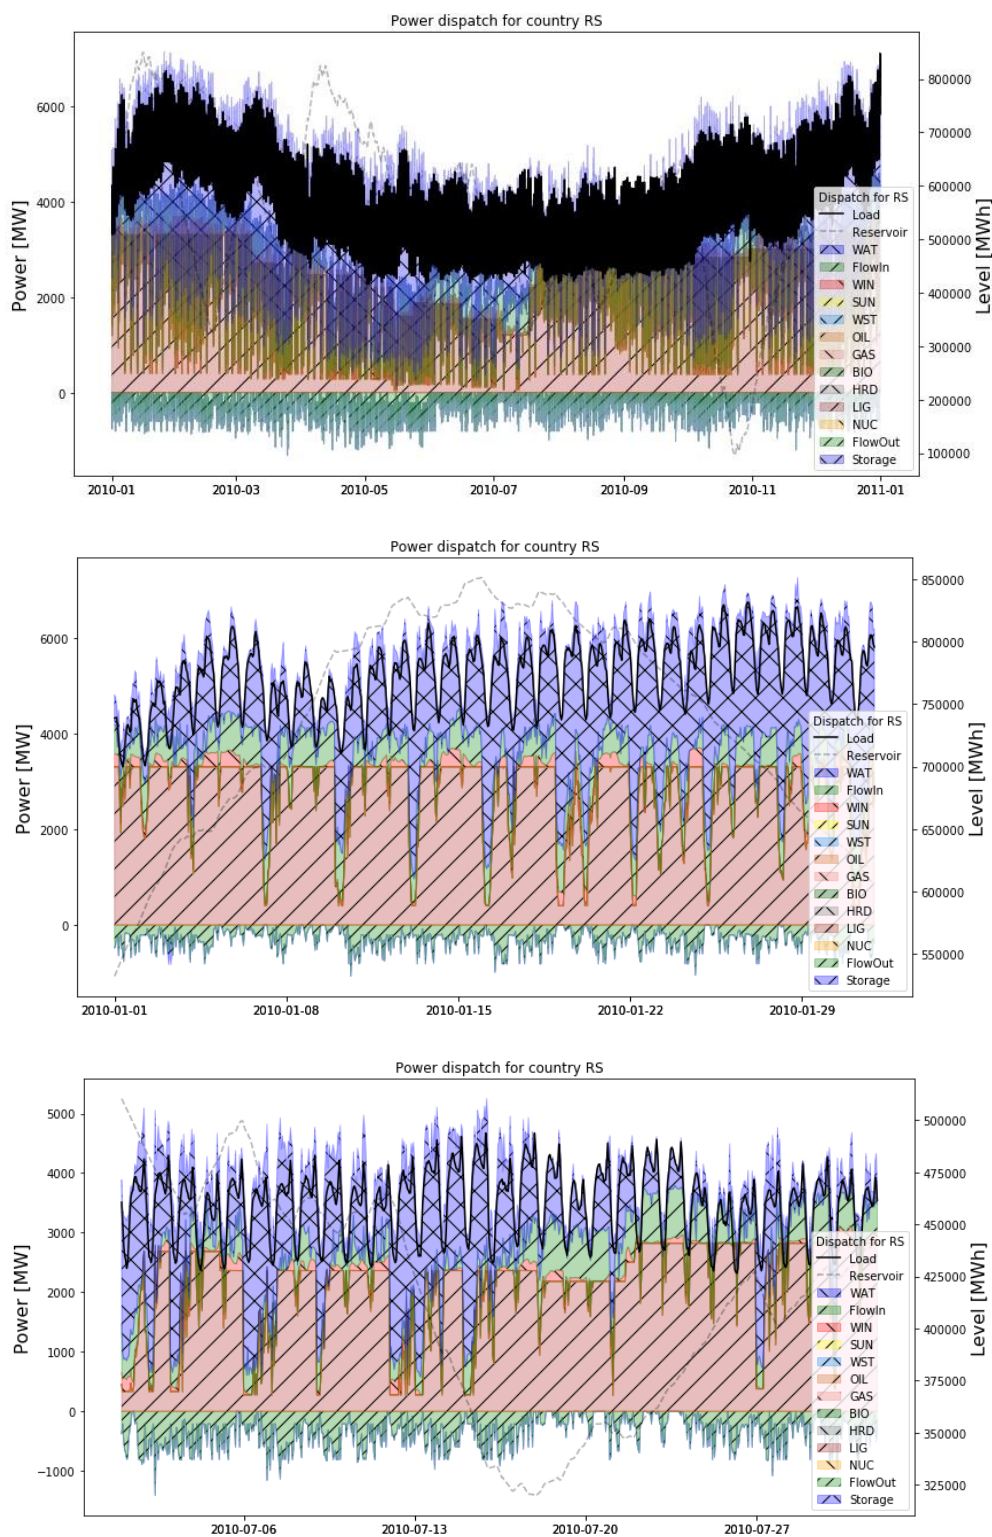 Power dispatch for country RS
Power [MW]
6000
4000
2000
0
2010-01 2010-03 2010-05 2010-07 2010-09 2010-11 2011-01
800000
700000
600000
500000
400000
300000
200000
100000
Level [MWh]
Dispatch for RS
Load
Reservoir
WAT
FlowIn
WIN
SUN
WST
OIL
GAS
BIO
HRD
LIG
NUC
FlowOut
Storage
Power dispatch for country RS
Power [MW]
6000
4000
2000
0
2010-01-01 2010-01-08 2010-01-15 2010-01-22 2010-01-29
850000
800000
750000
700000
650000
600000
550000
Level [MWh]
Dispatch for RS
Load
Reservoir
WAT
FlowIn
WIN
SUN
WST
OIL
GAS
BIO
HRD
LIG
NUC
FlowOut
Storage
Power dispatch for country RS
Power [MW]
5000
4000
3000
2000
1000
0
−1000
2010-07-06 2010-07-13 2010-07-20 2010-07-27
500000
475000
450000
425000
400000
375000
350000
325000
Level [MWh]
Dispatch for RS
Load
Reservoir
WAT
FlowIn
WIN
SUN
WST
OIL
GAS
BIO
HRD
LIG
NUC
FlowOut
Storage